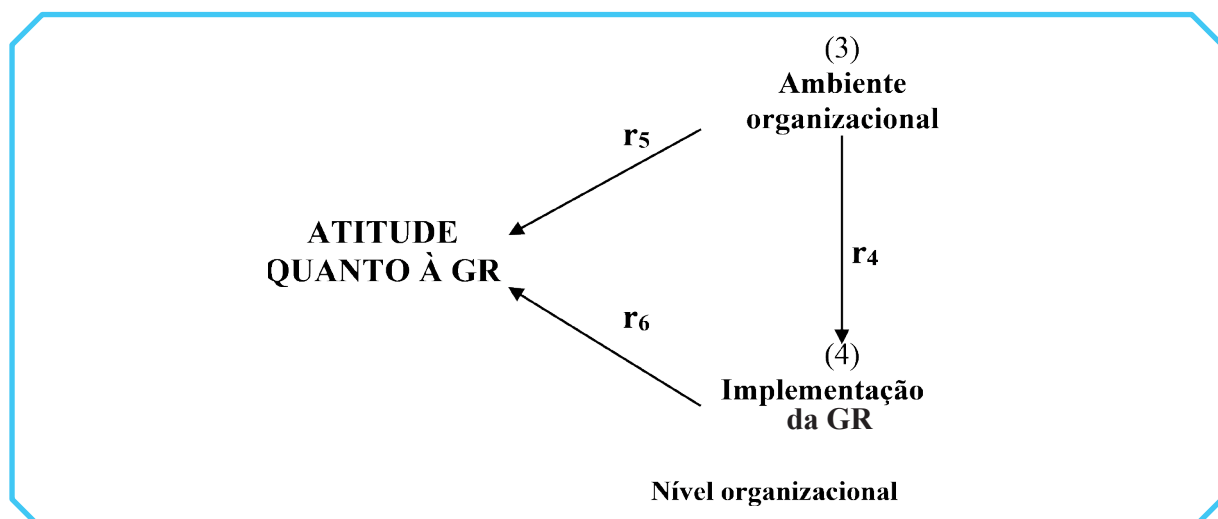 (3)
Ambiente
organizacional
r5
ATITUDE
QUANTO À GR
r4
r6
(4)
Implementação
da GR
Nível organizacional